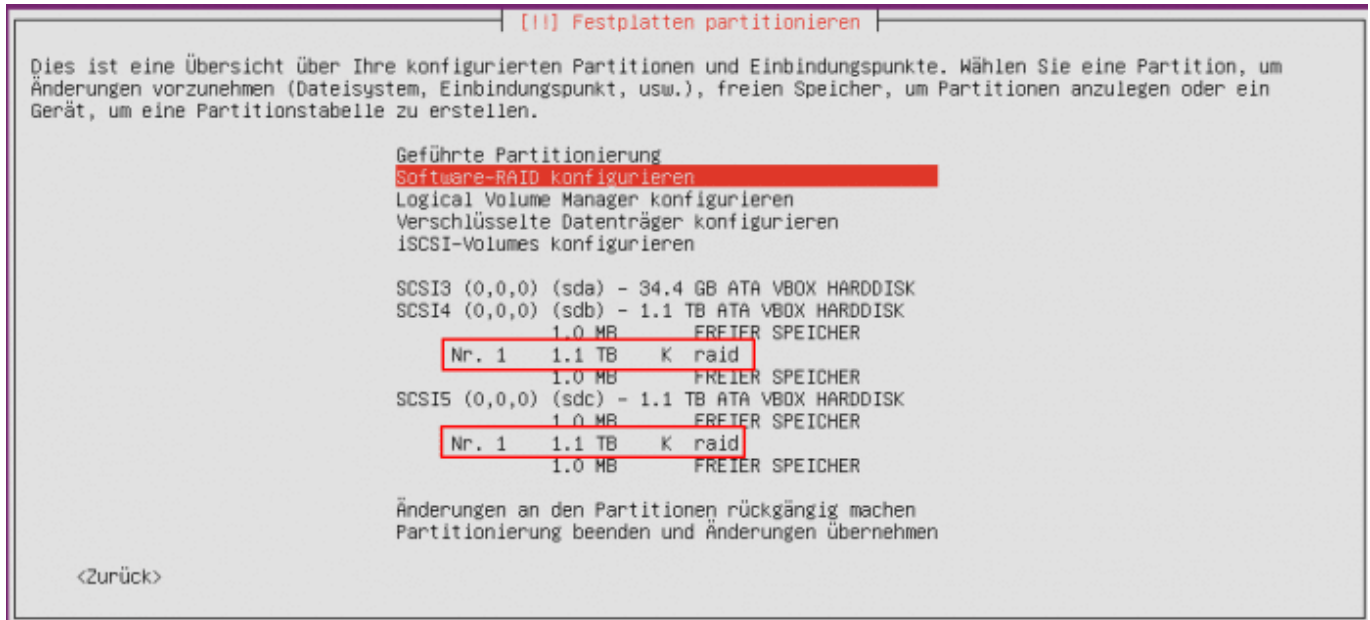 [!!] Festplatten partitionieren
Dies ist eine Übersicht über Ihre konfigurierten Partitionen und Einbindungspunkte. Wählen Sie eine Partition, um
Änderungen vorzunehmen (Dateisystem, Einbindungspunkt, usw.), freien Speicher, um Partitionen anzulegen oder ein
Gerät, um eine Partitionstabelle zu erstellen.
Geführte Partitionierung
Software-RAID konfigurieren
Logical Volume Manager konfigurieren
Verschlüsselte Datenträger konfigurieren
iSCSI-Volumes konfigurieren
SCSI3 (0,0,0) (sda) - 34.4 GB ATA VBOX HARDDISK
SCSI4 (0,0,0) (sdb) - 1.1 TB ATA VBOX HARDDISK
1.0 MB FREIER SPEICHER
Nr. 1 1.1 TB K raid
1.0 MB FREIER SPEICHER
SCSI5 (0,0,0) (sdc) - 1.1 TB ATA VBOX HARDDISK
1.0 MB FREIER SPEICHER
Nr. 1 1.1 TB K raid
1.0 MB FREIER SPEICHER
Änderungen an den Partitionen rückgängig machen
Partitionierung beenden und Änderungen übernehmen
<Zurück>